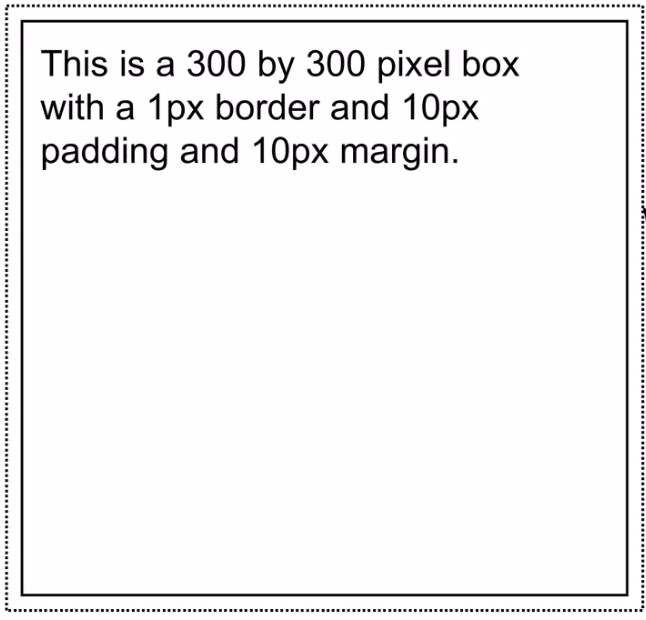 This is a 300 by 300 pixel box
with a 1px border and 10px
padding and 10px margin.